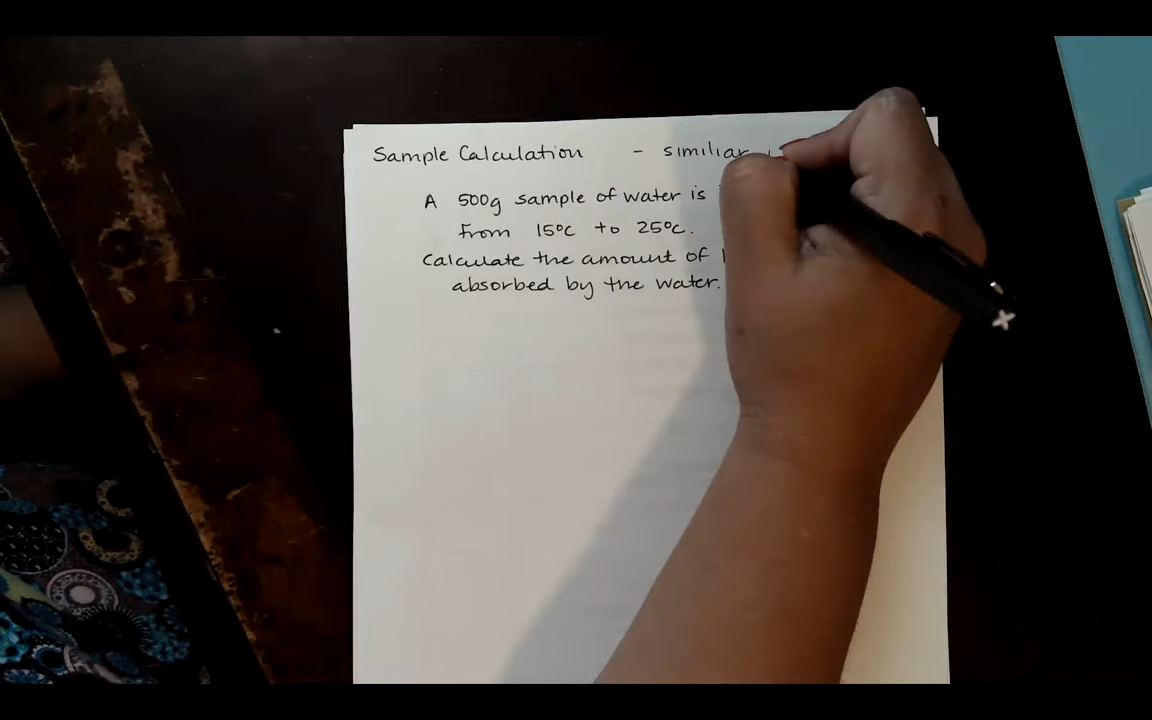 Sample Calculation - similiar
A 500g sample of water is
from 15°C to 25°C.
Calculate the amount of
absorbed by the water.